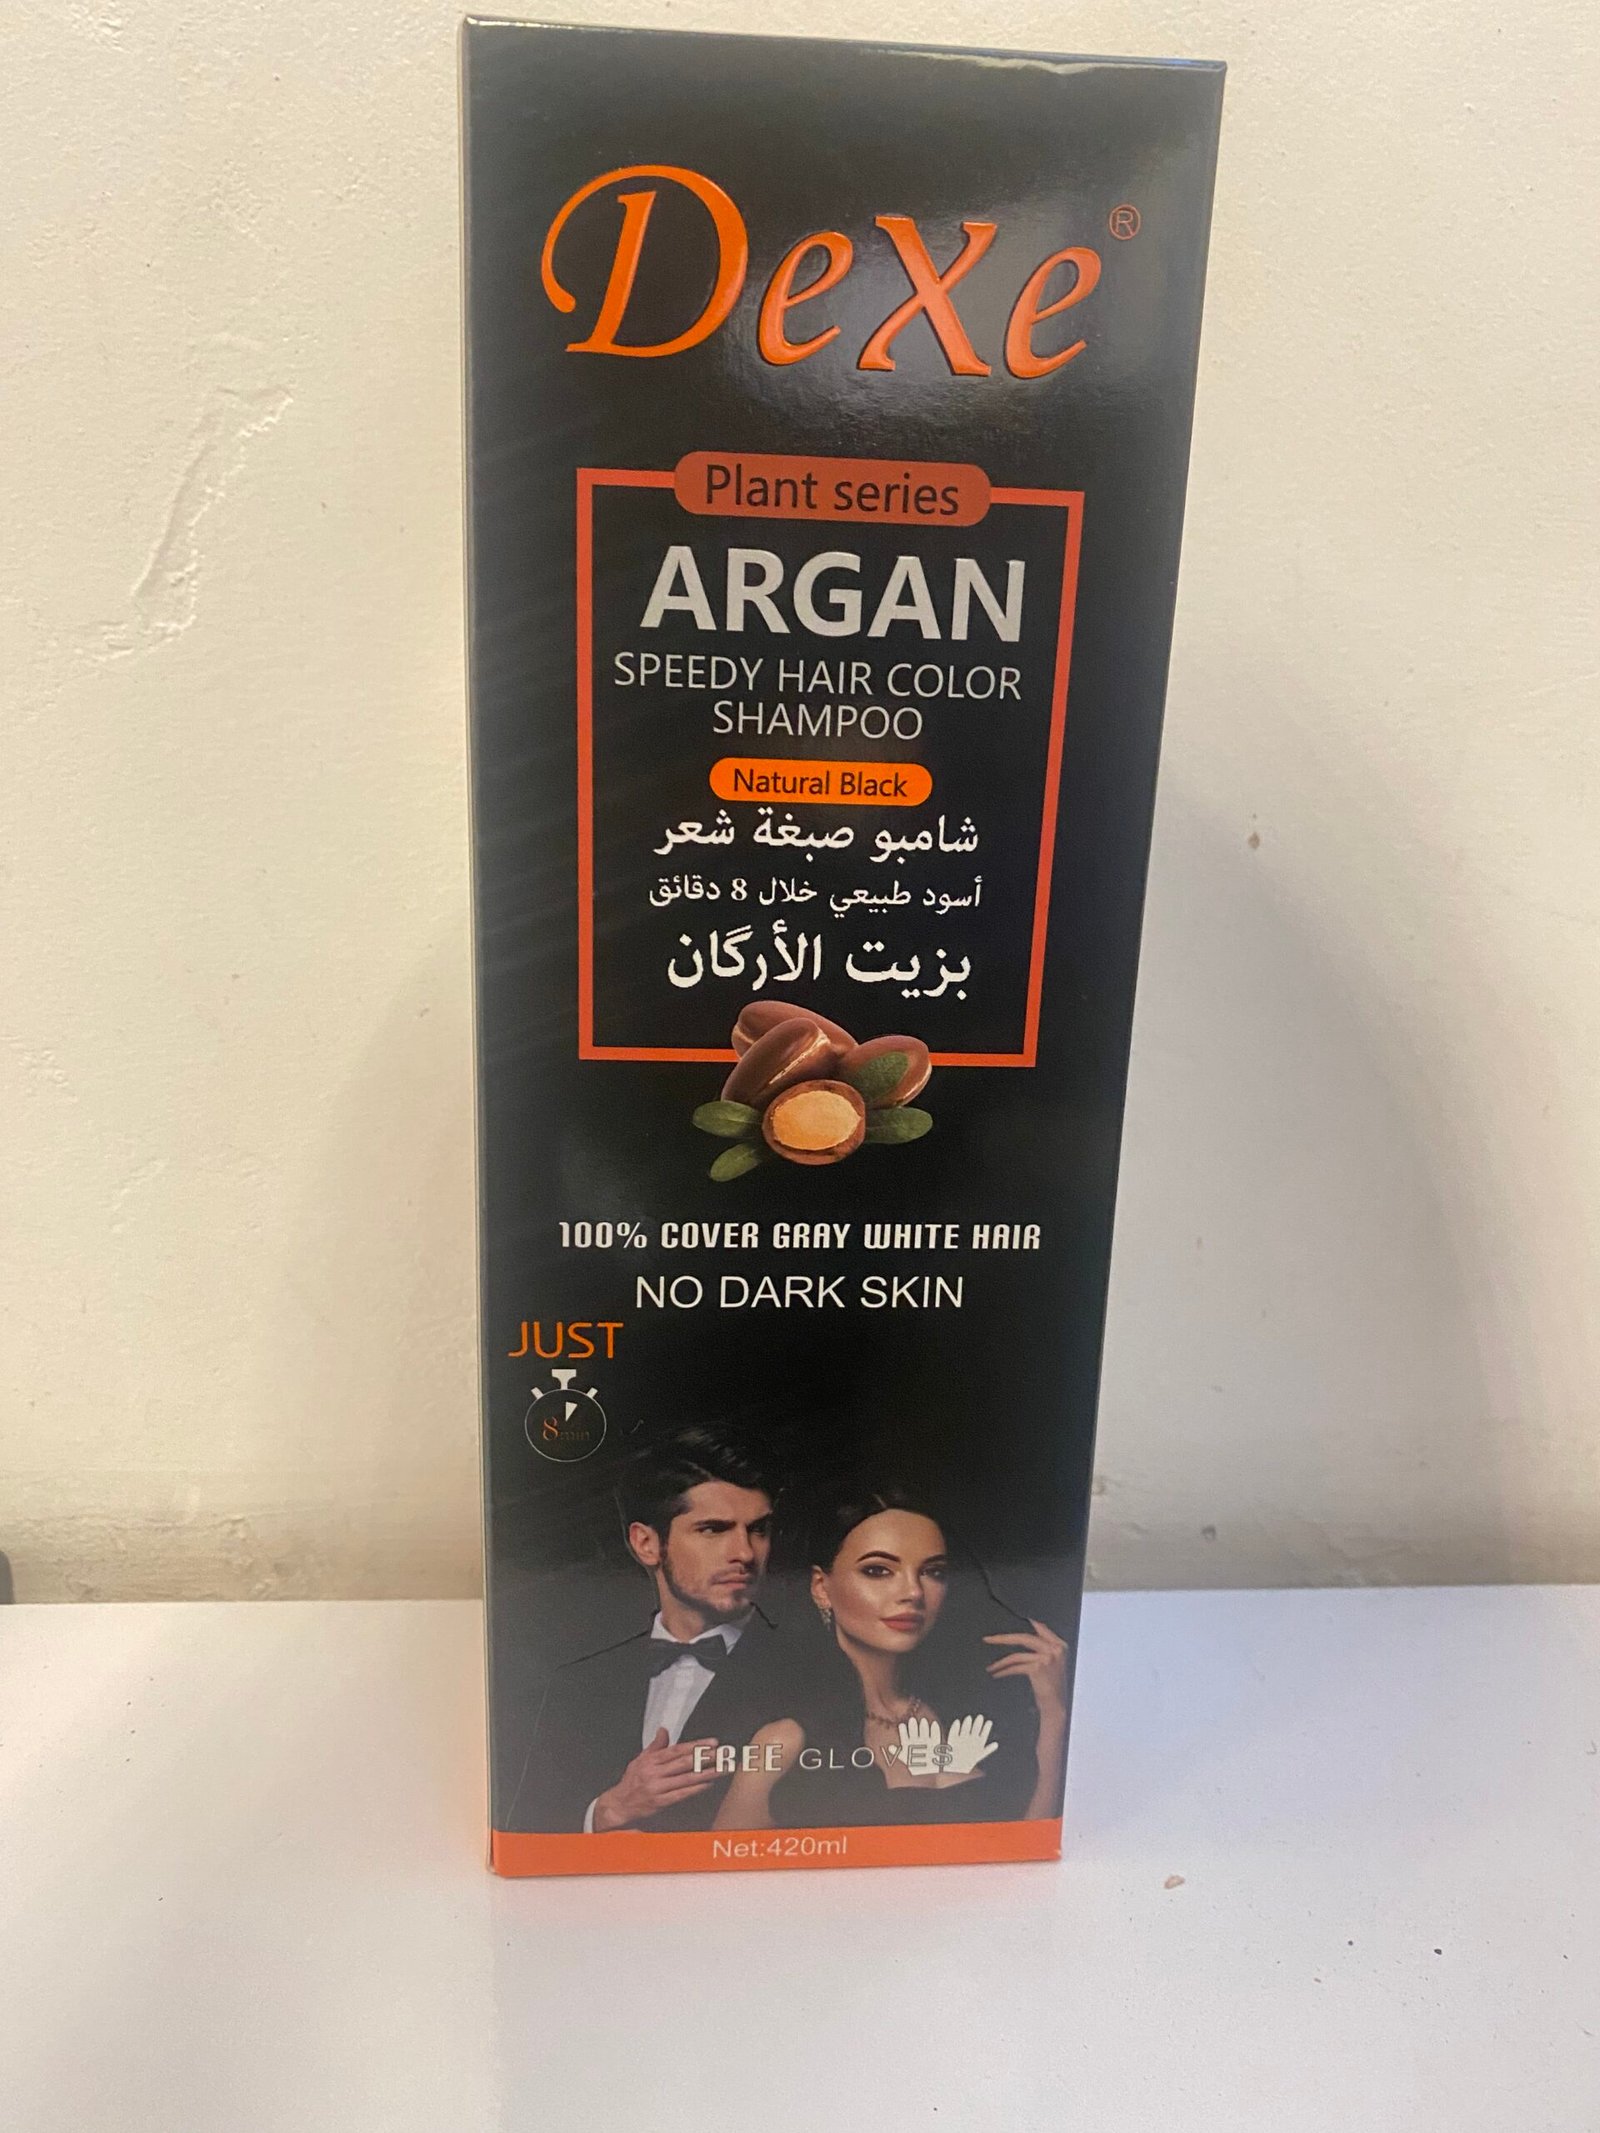 DeXe®
Plant series
ARGAN
SPEEDY HAIR COLOR
SHAMPOO
Natural Black
شامبو صبغة شعر
أسود طبيعي خلال 8 دقائق
بزيت الأرگان
100% COVER GRAY WHITE HAIR
NO DARK SKIN
JUST
8min
FREE GLOVES
Net:420ml